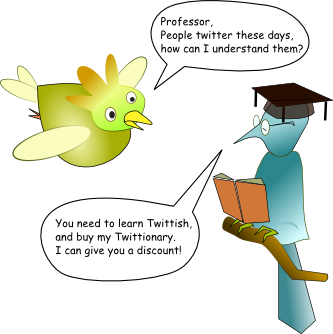 Professor,
People twitter these days,
how can I understand them?
You need to learn Twittish,
and buy my Twittionary.
I can give you a discount!